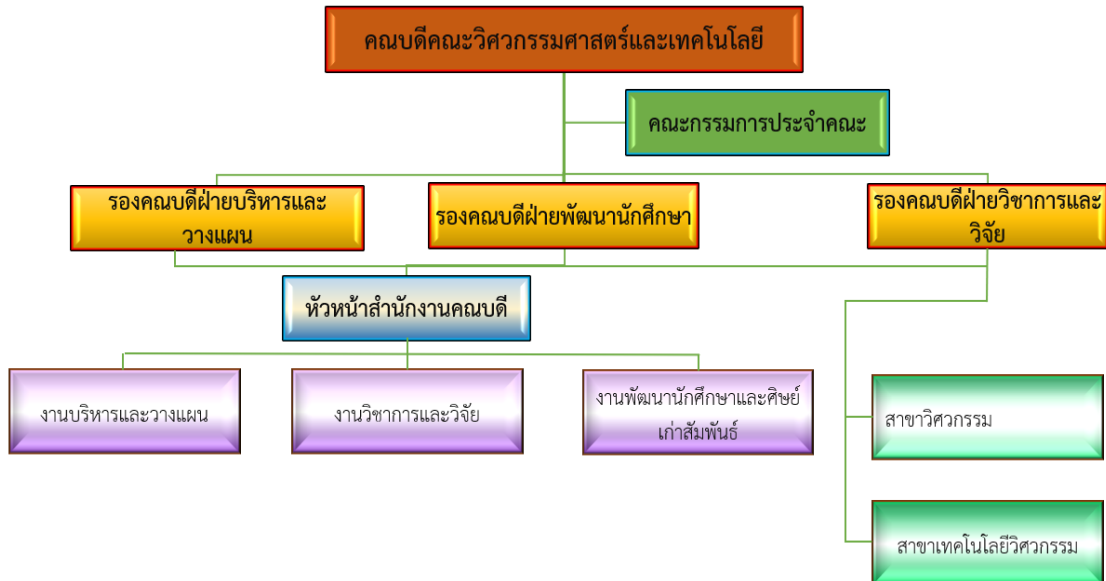 คณบดีคณะวิศวกรรมศาสตร์และเทคโนโลยี
คณะกรรมการประจำคณะ
รองคณบดีฝ่ายบริหารและ
วางแผน
รองคณบดีฝ่ายพัฒนานักศึกษา
รองคณบดีฝ่ายวิชาการและ
วิจัย
หัวหน้าสำนักงานคณบดี
งานบริหารและวางแผน
งานวิชาการและวิจัย
งานพัฒนานักศึกษาและศิษย์
เก่าสัมพันธ์
สาขาวิศวกรรม
สาขาเทคโนโลยีวิศวกรรม